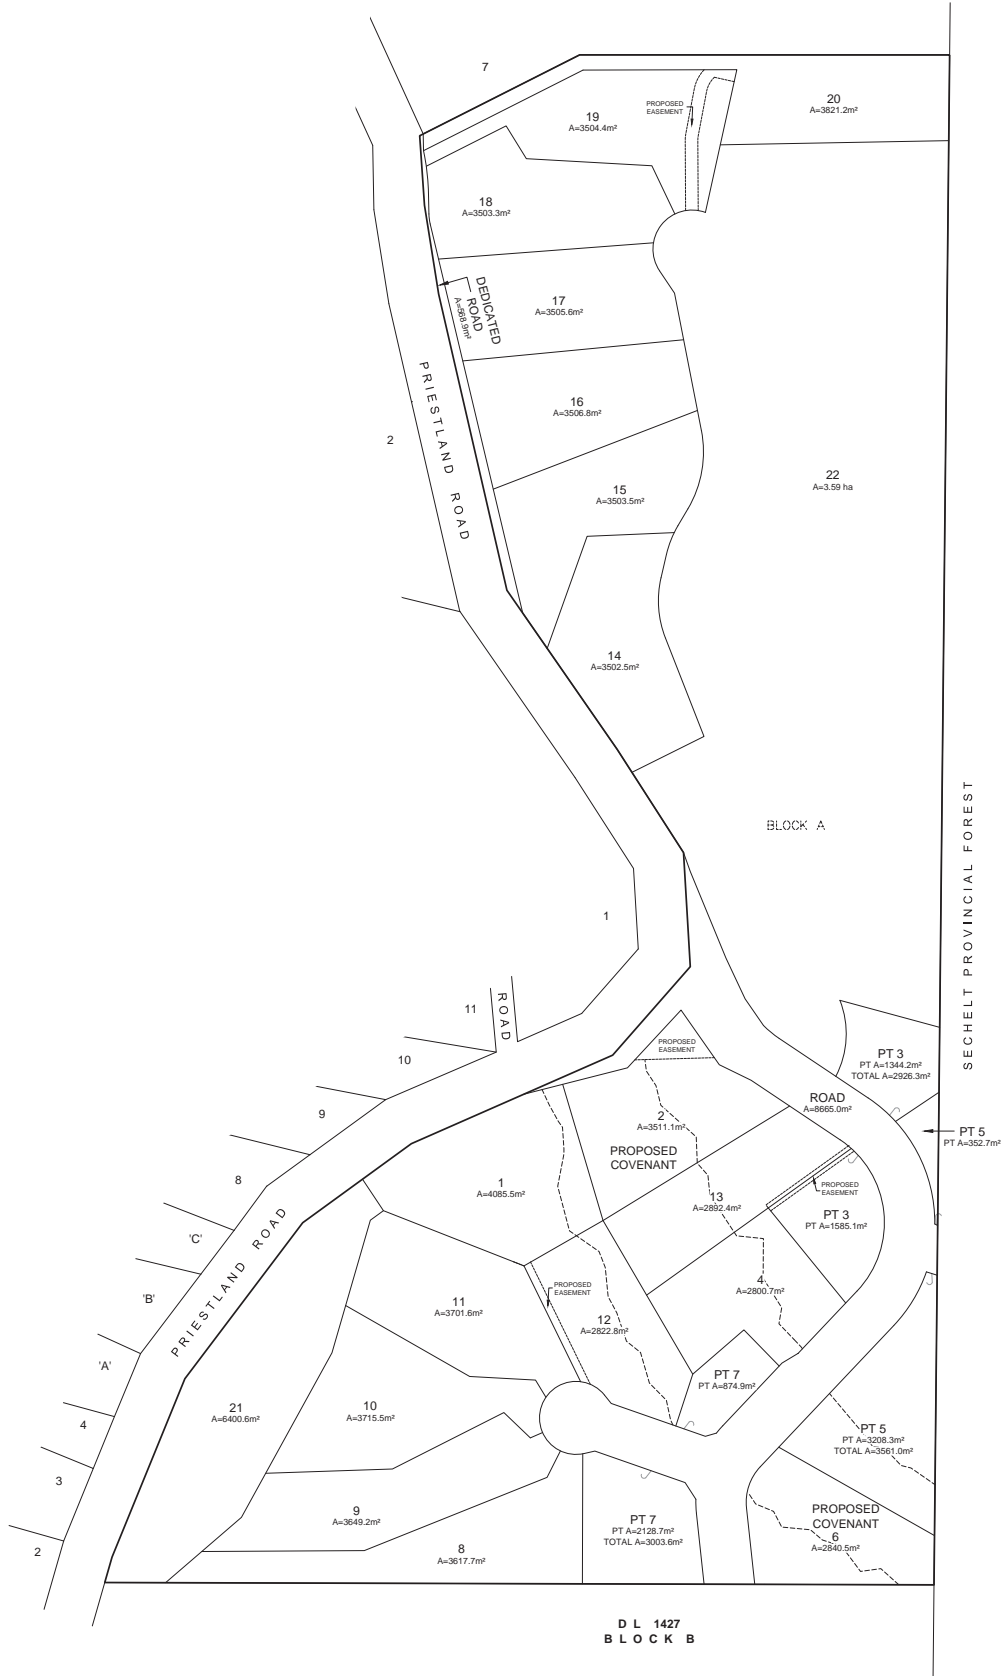 7
20
A=3821.2m²
19
A=3504.4m²
PROPOSED
EASEMENT
18
A=3503.3m²
DEDICATED
ROAD
A=568.9m²
17
A=3505.6m²
PRIESTLAND ROAD
16
A=3506.8m²
2
15
A=3503.5m²
22
A=3.59 ha
14
A=3502.5m²
BLOCK A
SECHELT PROVINCIAL FOREST
1
11
ROAD
10
9
8
'C'
'B'
'A'
4
3
2
PRIESTLAND ROAD
PROPOSED
EASEMENT
PT 3
PT A=1344.2m²
TOTAL A=2926.3m²
ROAD
A=8665.0m²
PT 5
PT A=352.7m²
2
A=3511.1m²
PROPOSED
COVENANT
1
A=4085.5m²
13
A=2892.4m²
PROPOSED
EASEMENT
PT 3
PT A=1585.1m²
4
A=2800.7m²
PROPOSED
EASEMENT
11
A=3701.6m²
12
A=2822.8m²
PT 7
PT A=874.9m²
21
A=6400.6m²
10
A=3715.5m²
PT 5
PT A=3208.3m²
TOTAL A=3561.0m²
9
A=3649.2m²
PT 7
PT A=2128.7m²
TOTAL A=3003.6m²
PROPOSED
COVENANT
6
A=2840.5m²
8
A=3617.7m²
DL 1427
BLOCK B